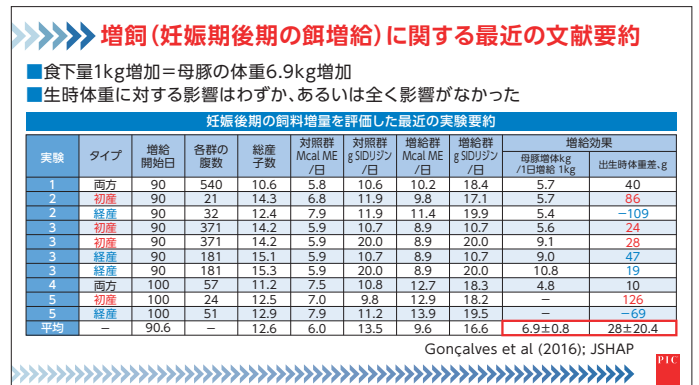 増飼(妊娠期後期の餌増給)に関する最近の文献要約
■食下量1kg増加=母豚の体重6.9kg増加
■生時体重に対する影響はわずか、あるいは全く影響がなかった
妊娠後期の飼料増量を評価した最近の実験要約
実験 タイプ 増給開始日 各群の腹数 総産子数 対照群Mcal ME/日 対照群g SIDリジン/日 増給群Mcal ME/日 増給群g SIDリジン/日 増給効果
母豚増体kg/1日増給 1kg 出生時体重差、g
1 両方 90 540 10.6 5.8 10.6 10.2 18.4 5.7 40
2 初産 90 21 14.3 6.8 11.9 9.8 17.1 5.7 86
2 経産 90 32 12.4 7.9 11.9 11.4 19.9 5.4 −109
3 初産 90 371 14.2 5.9 10.7 8.9 10.7 5.6 24
3 初産 90 371 14.2 5.9 20.0 8.9 20.0 9.1 28
3 経産 90 181 15.1 5.9 10.7 8.9 10.7 9.0 47
3 経産 90 181 15.3 5.9 20.0 8.9 20.0 10.8 19
4 両方 100 57 11.2 7.5 10.8 12.7 18.3 4.8 10
5 初産 100 24 12.5 7.0 9.8 12.9 18.2 − 126
5 経産 100 51 12.9 7.9 11.2 13.9 19.5 − −69
平均 − 90.6 − 12.6 6.0 13.5 9.6 16.6 6.9±0.8 28±20.4
Gonçalves et al (2016); JSHAP
PIC